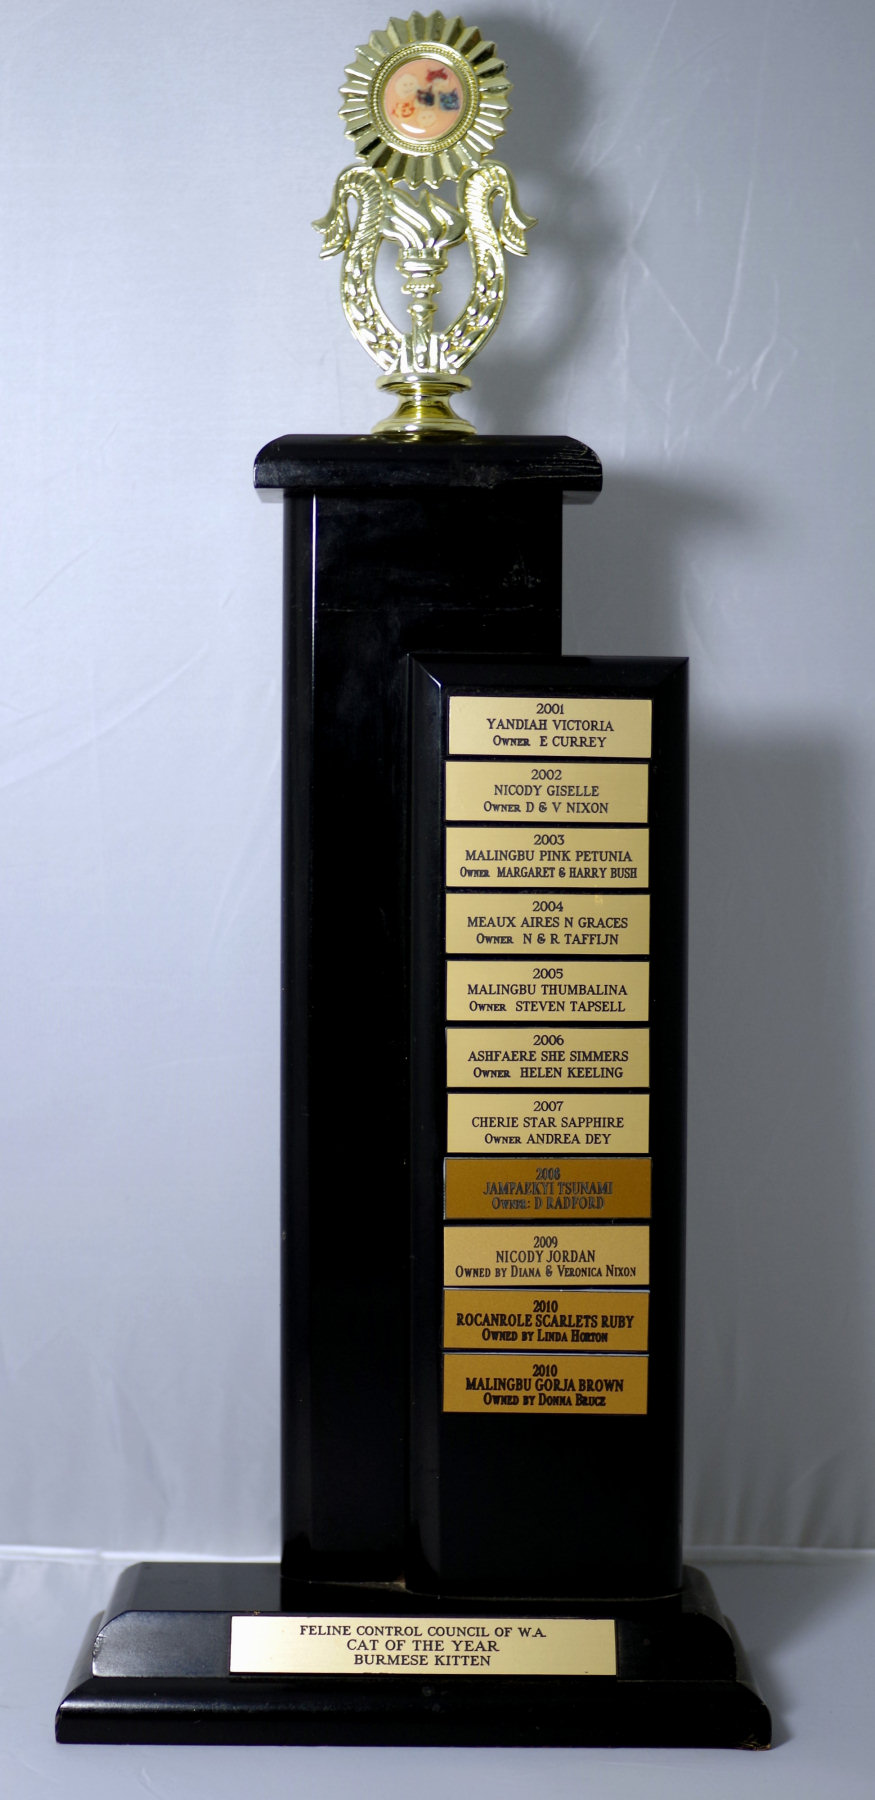 2001
YANDIAH VICTORIA
OWNER E CURREY
2002
NICODY GISELLE
OWNER D & V NIXON
2003
MALINGBU PINK PETUNIA
OWNER MARGARET & HARRY BUSH
2004
MEAUX AIRES N GRACES
OWNER N & R TAFFIJN
2005
MALINGBU THUMBALINA
OWNER STEVEN TAPSELL
2006
ASHFAERE SHE SIMMERS
OWNER HELEN KEELING
2007
CHERIE STAR SAPPHIRE
OWNER ANDREA DEY
2008
JAMPAEKYI TSUNAMI
OWNER: D RADFORD
2009
NICODY JORDAN
OWNED BY DIANA & VERONICA NIXON
2010
ROCANROLE SCARLETS RUBY
OWNED BY LINDA HORTON
2010
MALINGBU GORJA BROWN
OWNED BY DONNA BRUCE
FELINE CONTROL COUNCIL OF W.A.
CAT OF THE YEAR
BURMESE KITTEN